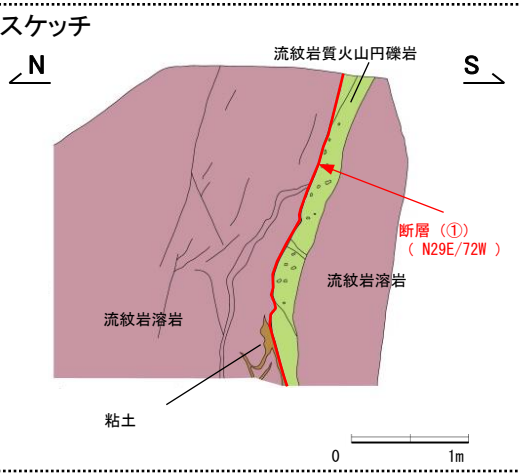 スケッチ
N
S
流紋岩質火山円礫岩
断層（①）
（ N29E/72W ）
流紋岩溶岩
流紋岩溶岩
粘土
0
1m